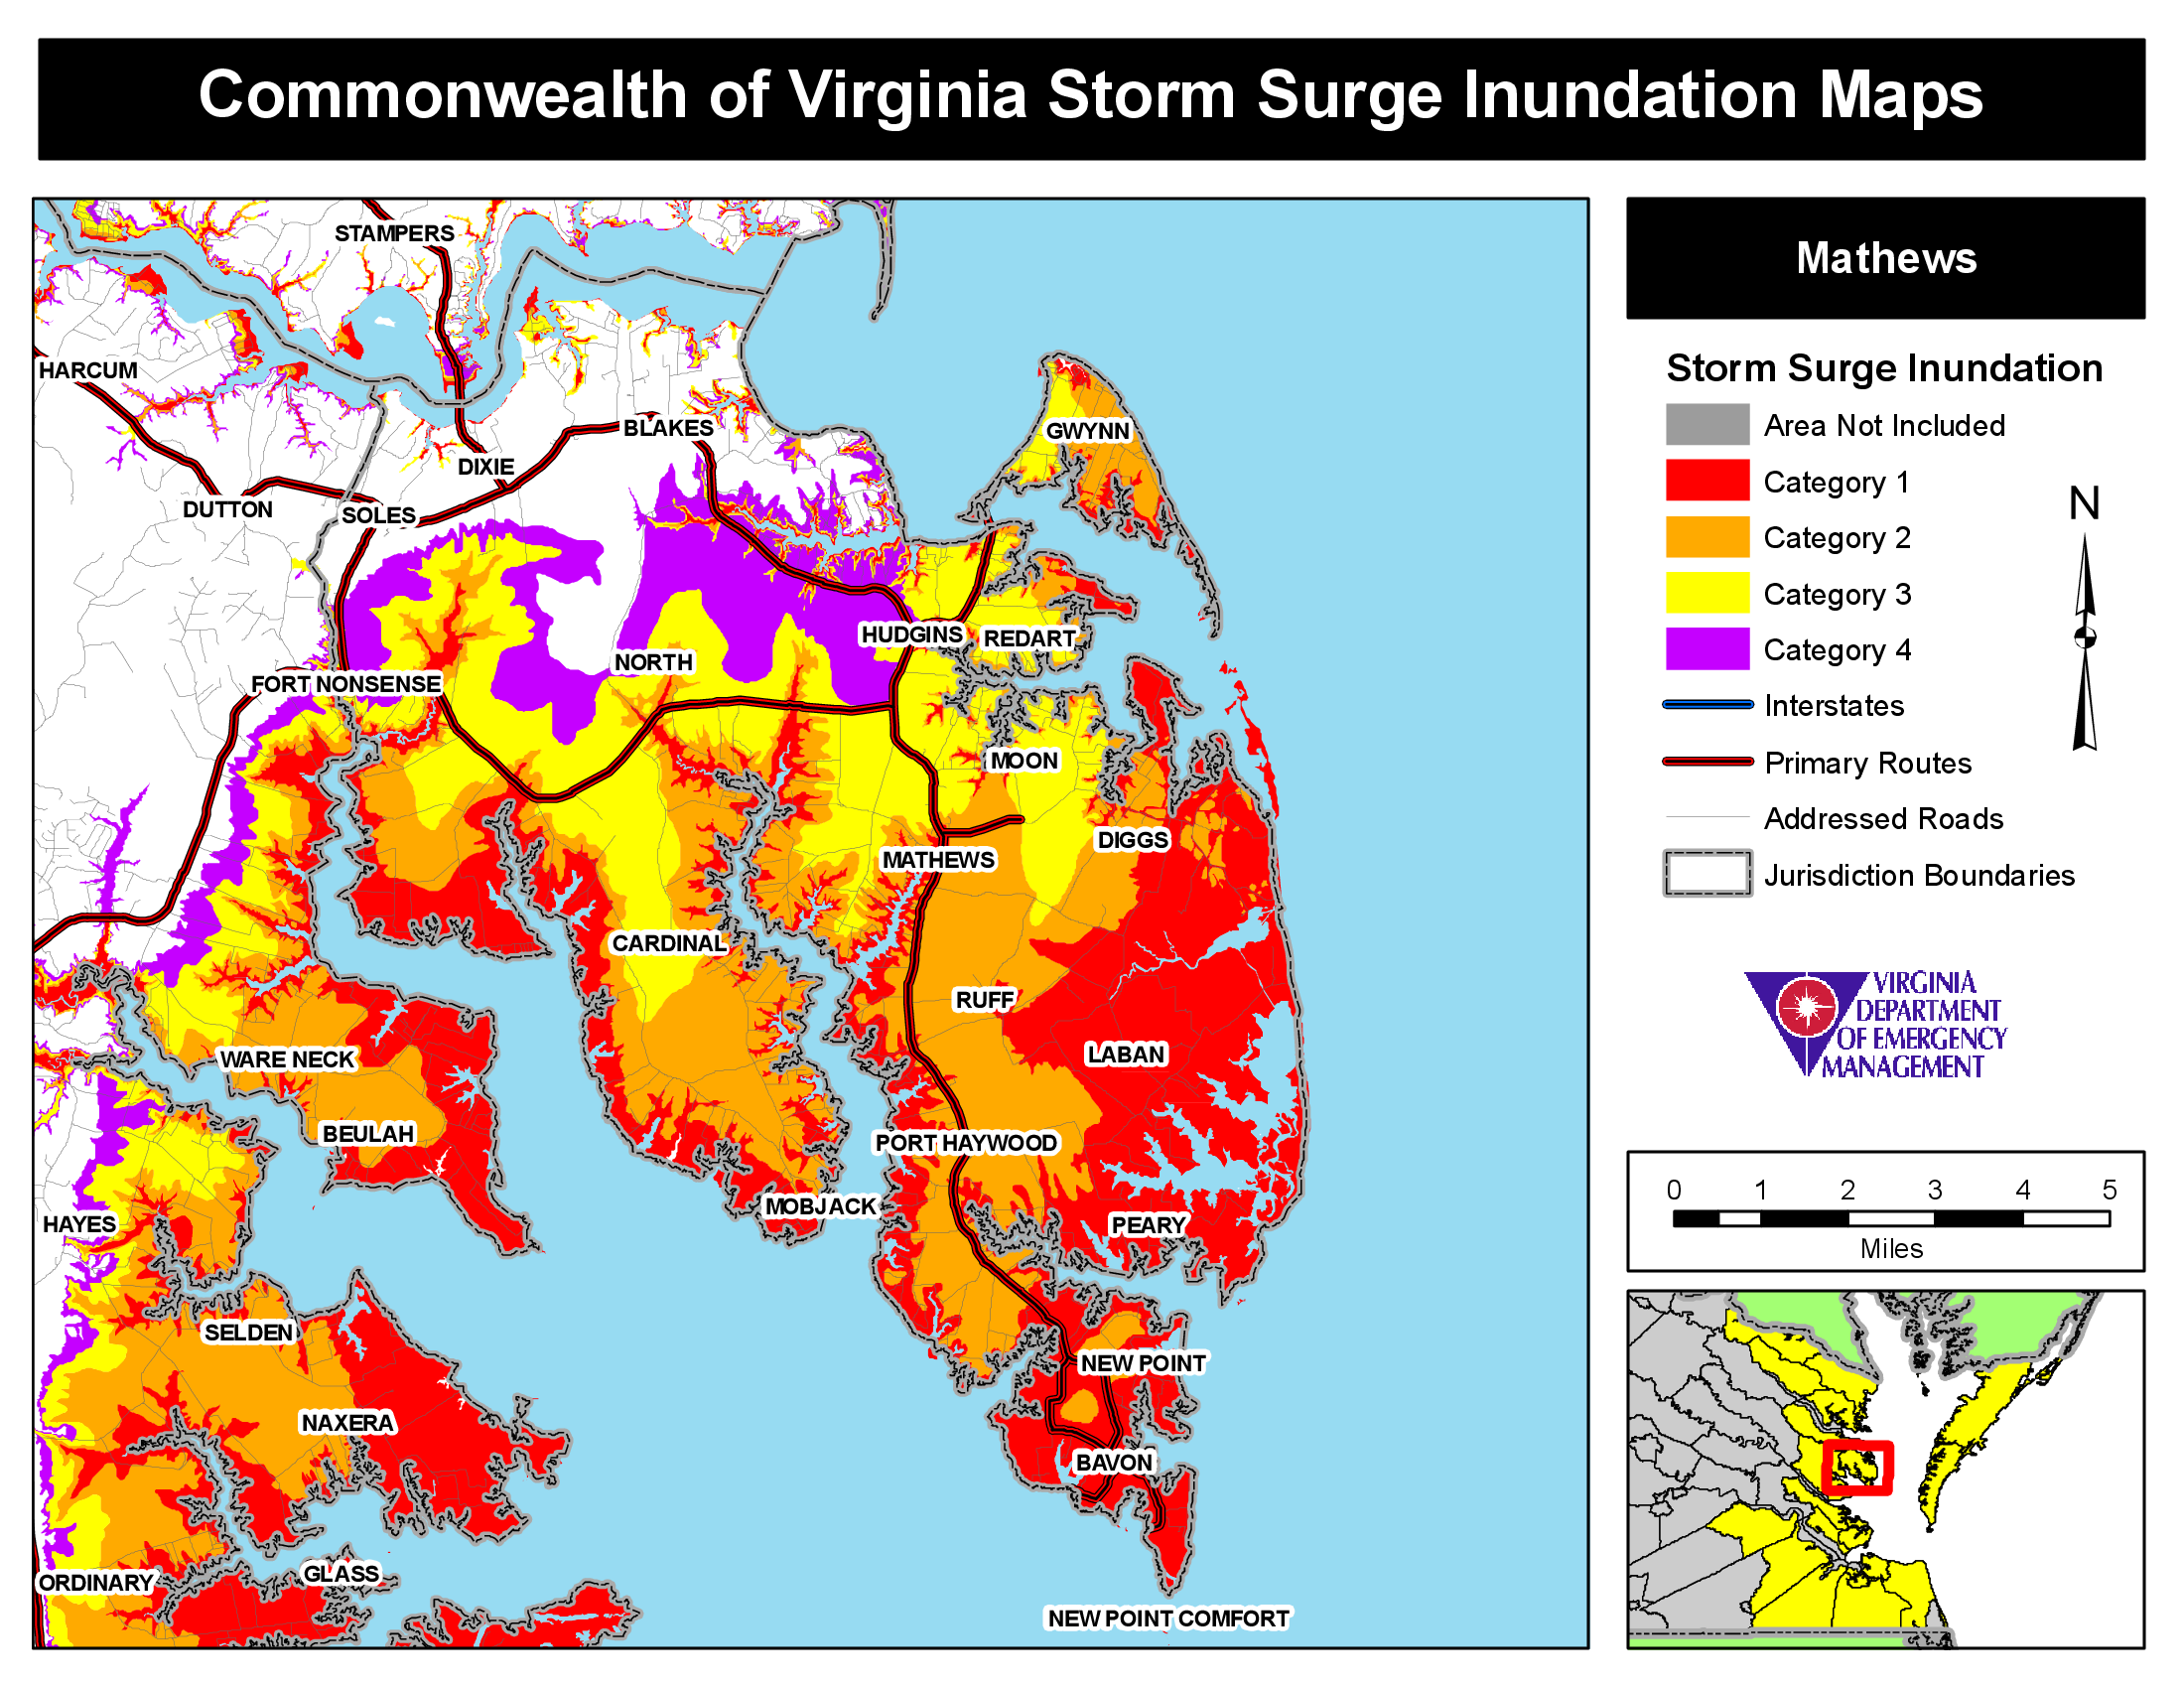 Commonwealth of Virginia Storm Surge Inundation Maps
Mathews
Storm Surge Inundation
Area Not Included
Category 1
Category 2
Category 3
Category 4
Interstates
Primary Routes
Addressed Roads
Jurisdiction Boundaries
N
VIRGINIA
DEPARTMENT
OF EMERGENCY
MANAGEMENT
0 1 2 3 4 5
Miles
STAMPERS
HARCUM
BLAKES
GWYNN
DIXIE
DUTTON
SOLES
HUDGINS
REDART
NORTH
FORT NONSENSE
MOON
DIGGS
MATHEWS
CARDINAL
RUFF
LABAN
WARE NECK
BEULAH
PORT HAYWOOD
MOBJACK
PEARY
HAYES
SELDEN
NEW POINT
NAXERA
BAVON
GLASS
ORDINARY
NEW POINT COMFORT